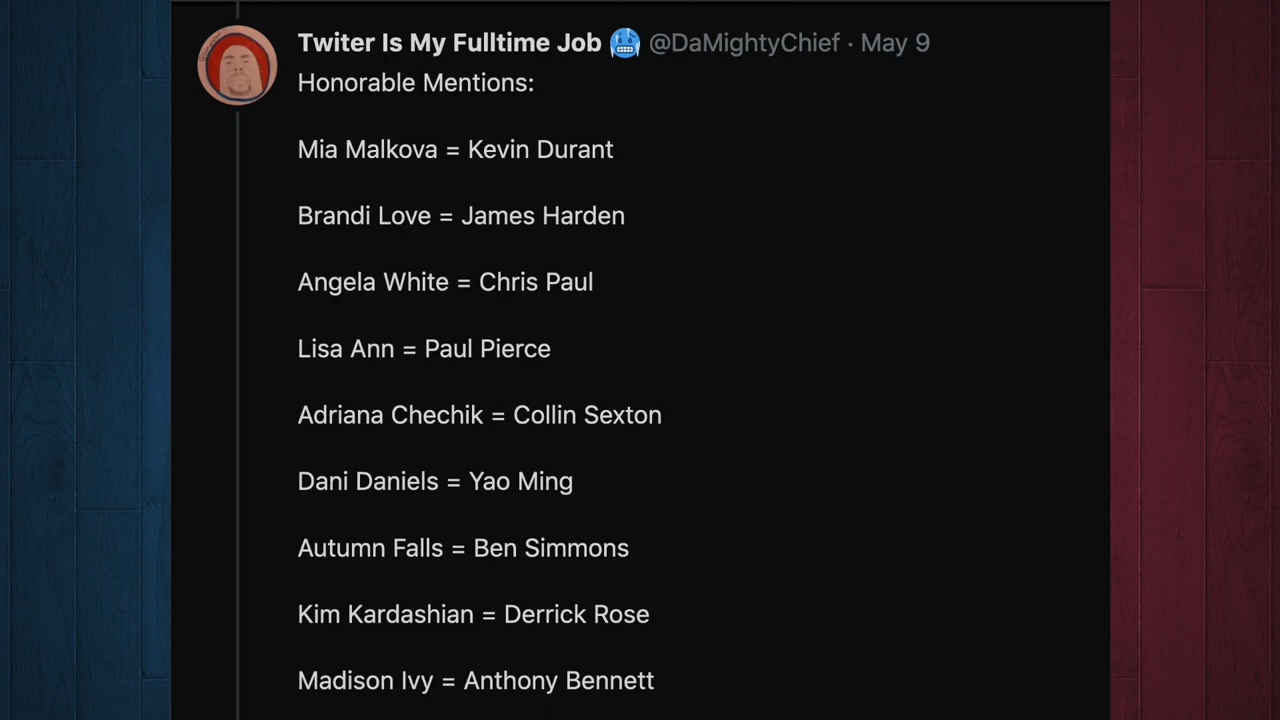 Twiter Is My Fulltime Job 🥶 @DaMightyChief · May 9
Honorable Mentions:
Mia Malkova = Kevin Durant
Brandi Love = James Harden
Angela White = Chris Paul
Lisa Ann = Paul Pierce
Adriana Chechik = Collin Sexton
Dani Daniels = Yao Ming
Autumn Falls = Ben Simmons
Kim Kardashian = Derrick Rose
Madison Ivy = Anthony Bennett